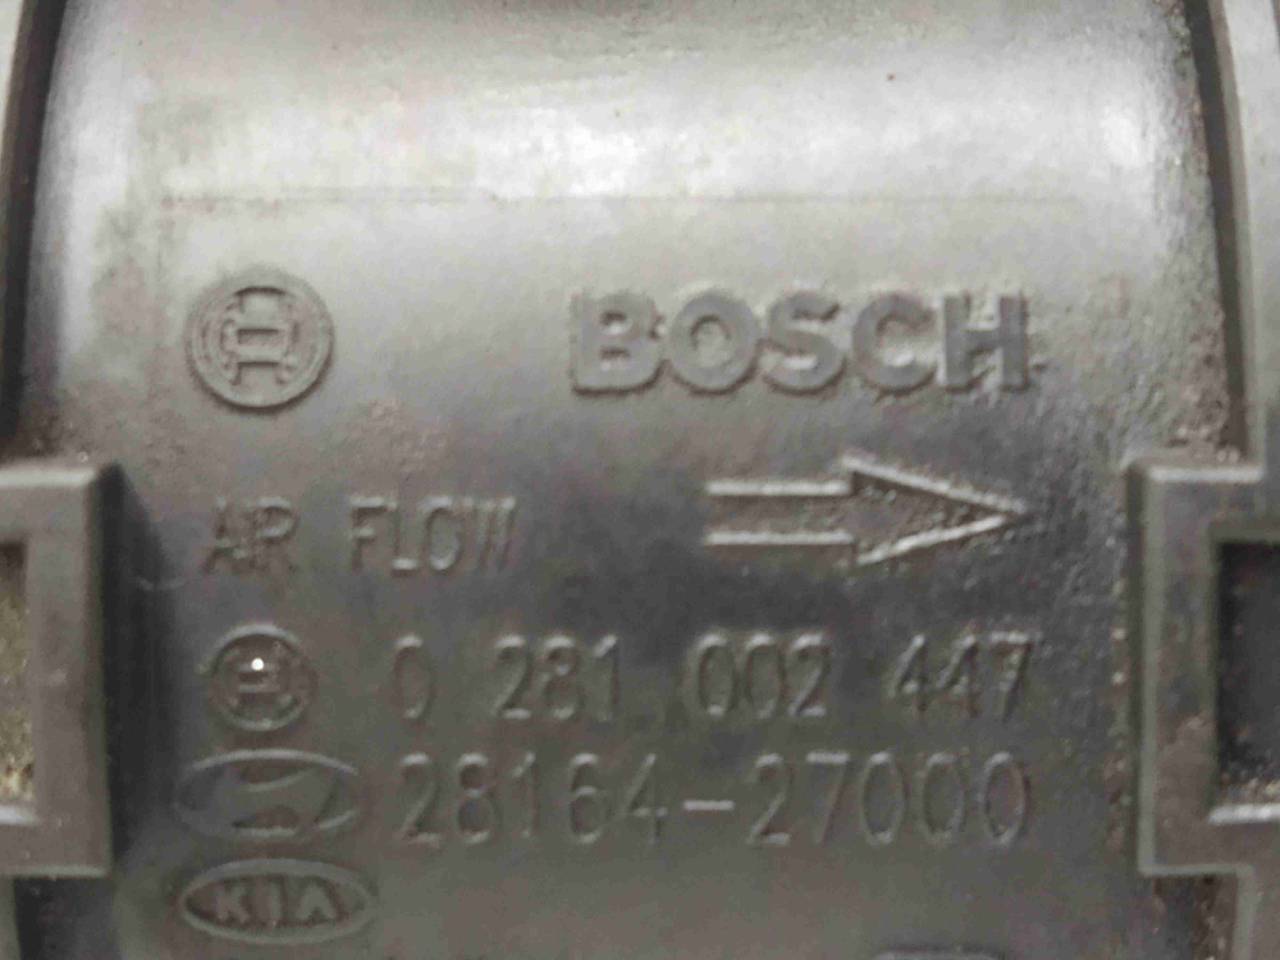 BOSCH
AIR FLOW
0 281 002 447
28164-27000
KIA